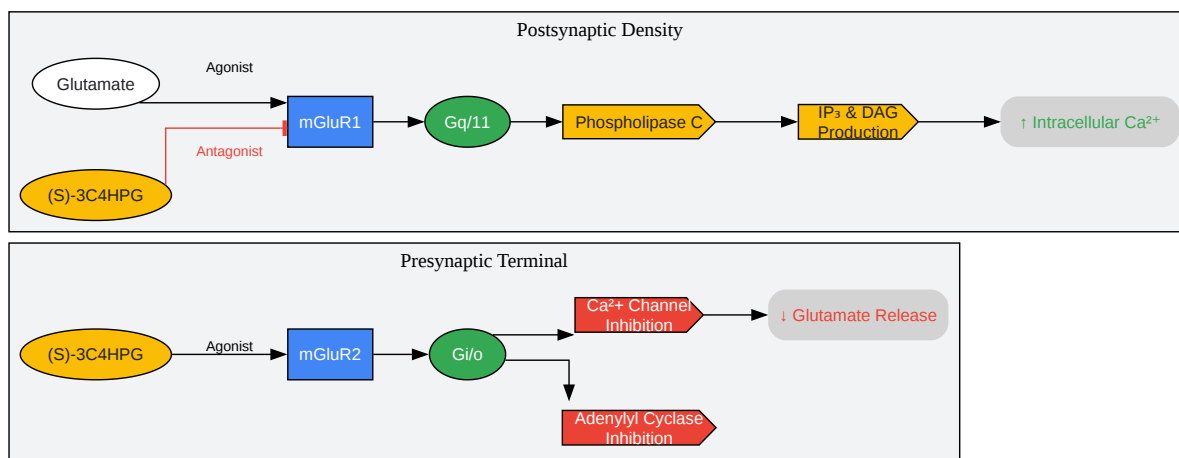 Postsynaptic Density
Glutamate
Agonist
mGluR1
Gq/11
Phospholipase C
IP₃ & DAG
Production
↑ Intracellular Ca²⁺
Antagonist
(S)-3C4HPG
Presynaptic Terminal
(S)-3C4HPG
Agonist
mGluR2
Gi/o
Ca²+ Channel
Inhibition
↓ Glutamate Release
Adenylyl Cyclase
Inhibition